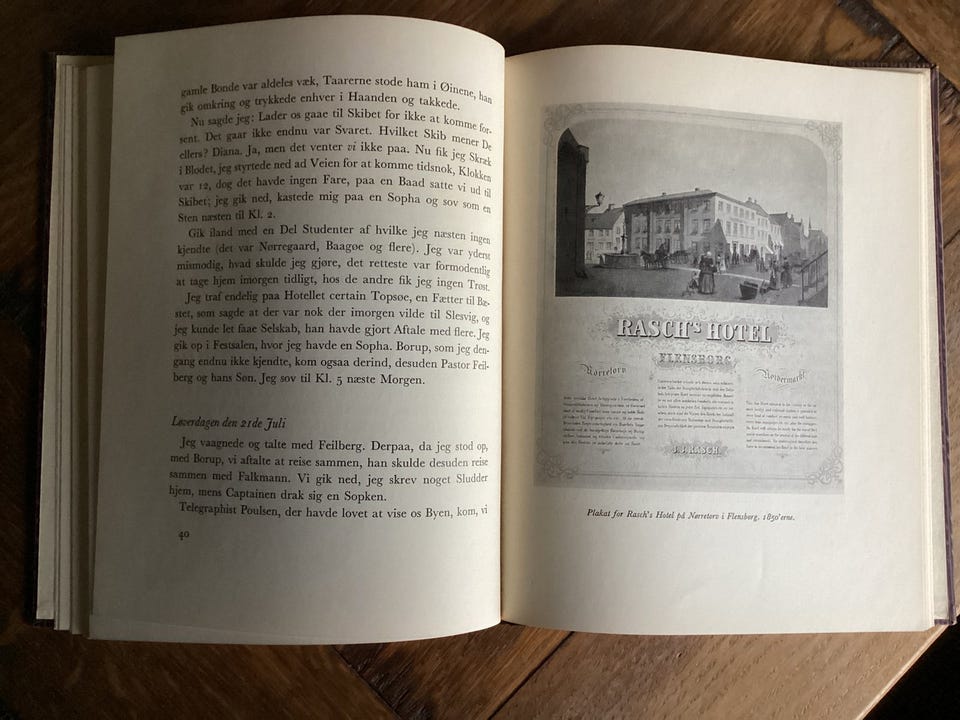 gamle Bonde var aldeles væk, Taarerne stode ham i Øinene, han
gik omkring og trykkede enhver i Haanden og takkede.
Nu sagde jeg: Lader os gaae til Skibet for ikke at komme for-
sent. Det gaar ikke endnu var Svaret. Hvilket Skib mener De
ellers? Diana. Ja, men det venter vi ikke paa. Nu fik jeg Skræk
i Blodet, jeg styrtede ned ad Veien for at komme tidsnok, Klokken
var 12, dog det havde ingen Fare, paa en Baad satte vi ud til
Skibet; jeg gik ned, kastede mig paa en Sopha og sov som en
Sten næsten til Kl. 2.
Gik iland med en Del Studenter af hvilke jeg næsten ingen
kjendte (det var Nørregaard, Baagøe og flere). Jeg var yderst
mismodig, hvad skulde jeg gjøre, det retteste var formodentlig
at tage hjem imorgen tidligt, hos de andre fik jeg ingen Trøst.
Jeg traf endelig paa Hotellet certain Topsøe, en Fætter til Bæ-
stet, som sagde at der var nok der imorgen vilde til Slesvig, og
jeg kunde let faae Selskab, han havde gjort Aftale med flere. Jeg
gik op i Festsalen, hvor jeg havde en Sopha. Borup, som jeg den-
gang endnu ikke kjendte, kom ogsaa derind, desuden Pastor Feil-
berg og hans Søn. Jeg sov til Kl. 5 næste Morgen.
Løverdagen den 21de Juli
Jeg vaagnede og talte med Feilberg. Derpaa, da jeg stod op,
med Borup, vi aftalte at reise sammen, han skulde desuden reise
sammen med Falkmann. Vi gik ned, jeg skrev noget Sludder
hjem, mens Captainen drak sig en Sopken.
Telegraphist Poulsen, der havde lovet at vise os Byen, kom, vi
40
RASCH's HOTEL
FLENSBORG
Nørretorv
Nordermarkt
J. J. RASCH.
Plakat for Rasch's Hotel på Nørretorv i Flensborg. 1850'erne.